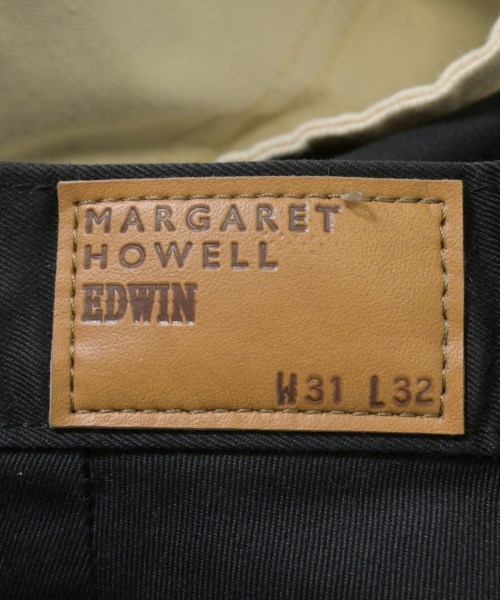 MARGARET
HOWELL
EDWIN
W31 L32